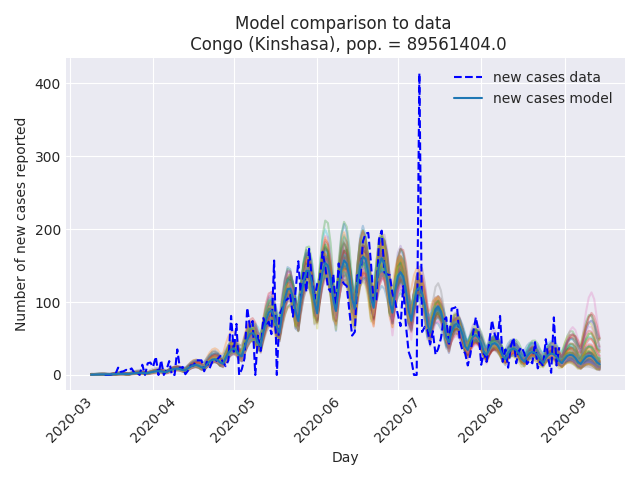 Model comparison to data
Congo (Kinshasa), pop. = 89561404.0
new cases data
new cases model
Number of new cases reported
400
300
200
100
0
2020-03
2020-04
2020-05
2020-06
2020-07
2020-08
2020-09
Day